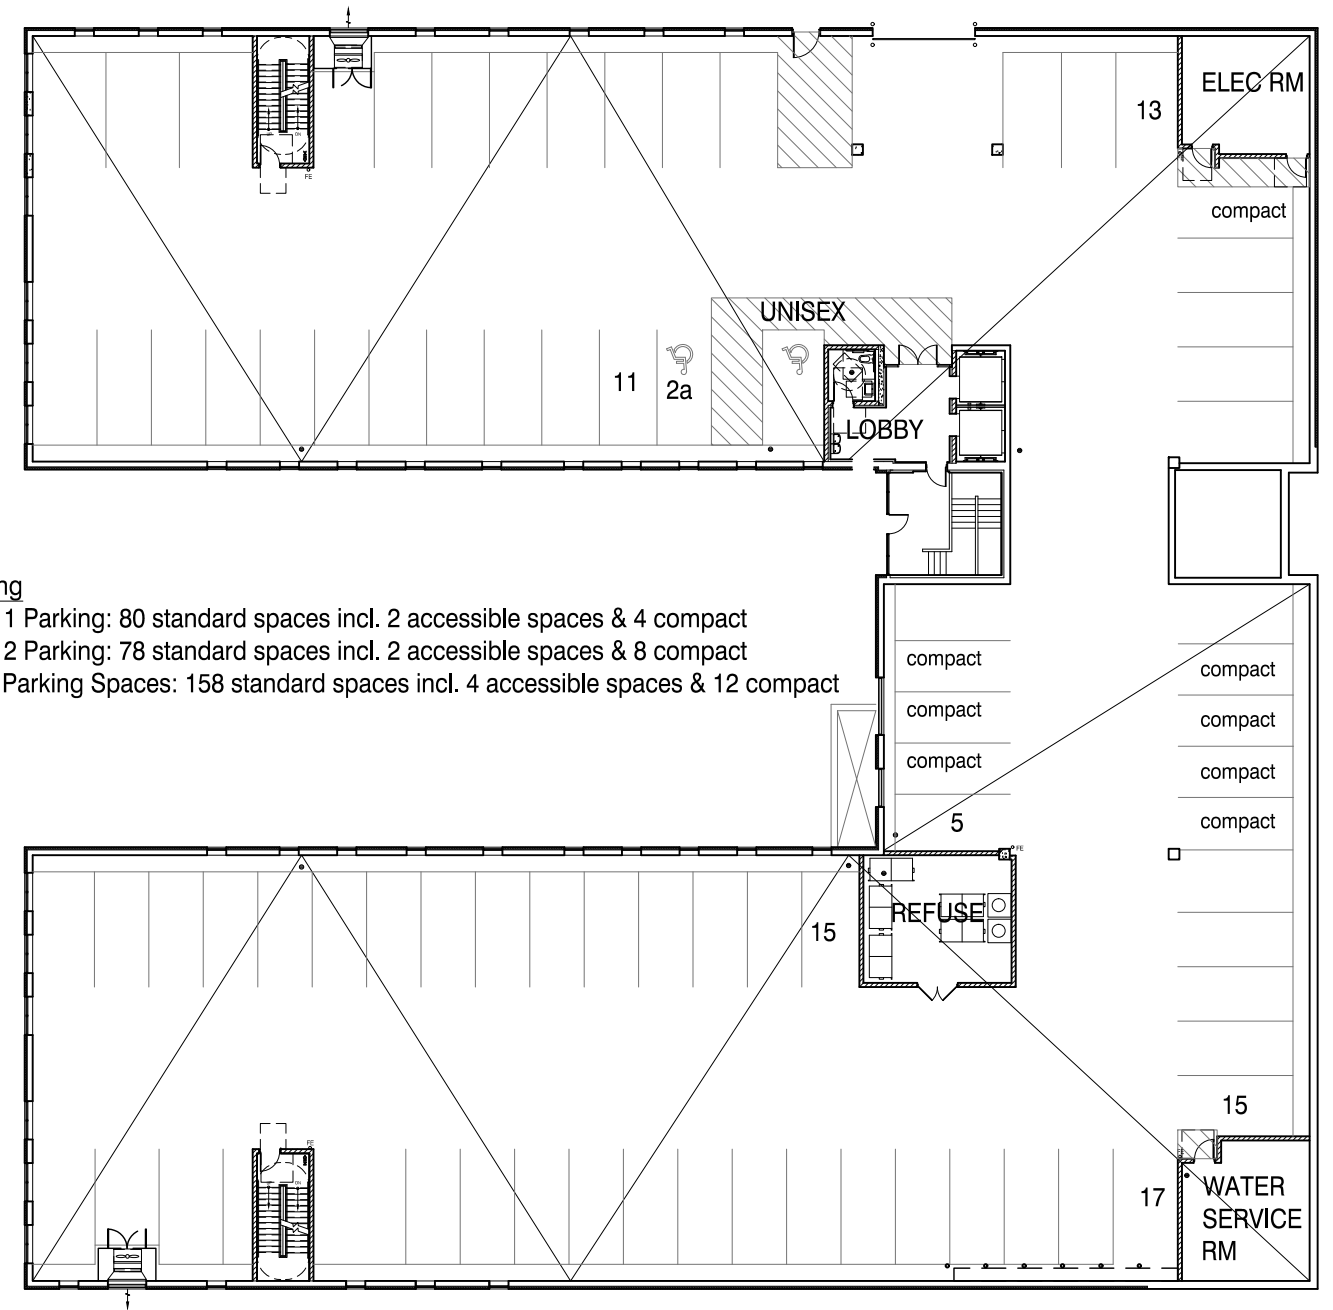 ELEC RM
13
compact
UNISEX
11
2a
LOBBY
ng
1 Parking: 80 standard spaces incl. 2 accessible spaces & 4 compact
2 Parking: 78 standard spaces incl. 2 accessible spaces & 8 compact
Parking Spaces: 158 standard spaces incl. 4 accessible spaces & 12 compact
compact
compact
compact
5
compact
compact
compact
compact
FE
FE
REFUSE
15
15
FE
17
WATER
SERVICE
RM